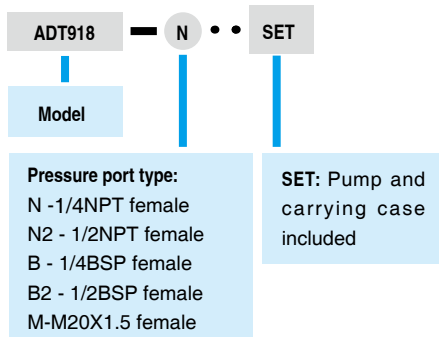 ADT918 — N • • SET
Model
Pressure port type:
N -1/4NPT female
N2 - 1/2NPT female
B - 1/4BSP female
B2 - 1/2BSP female
M-M20X1.5 female
SET: Pump and
carrying case
included